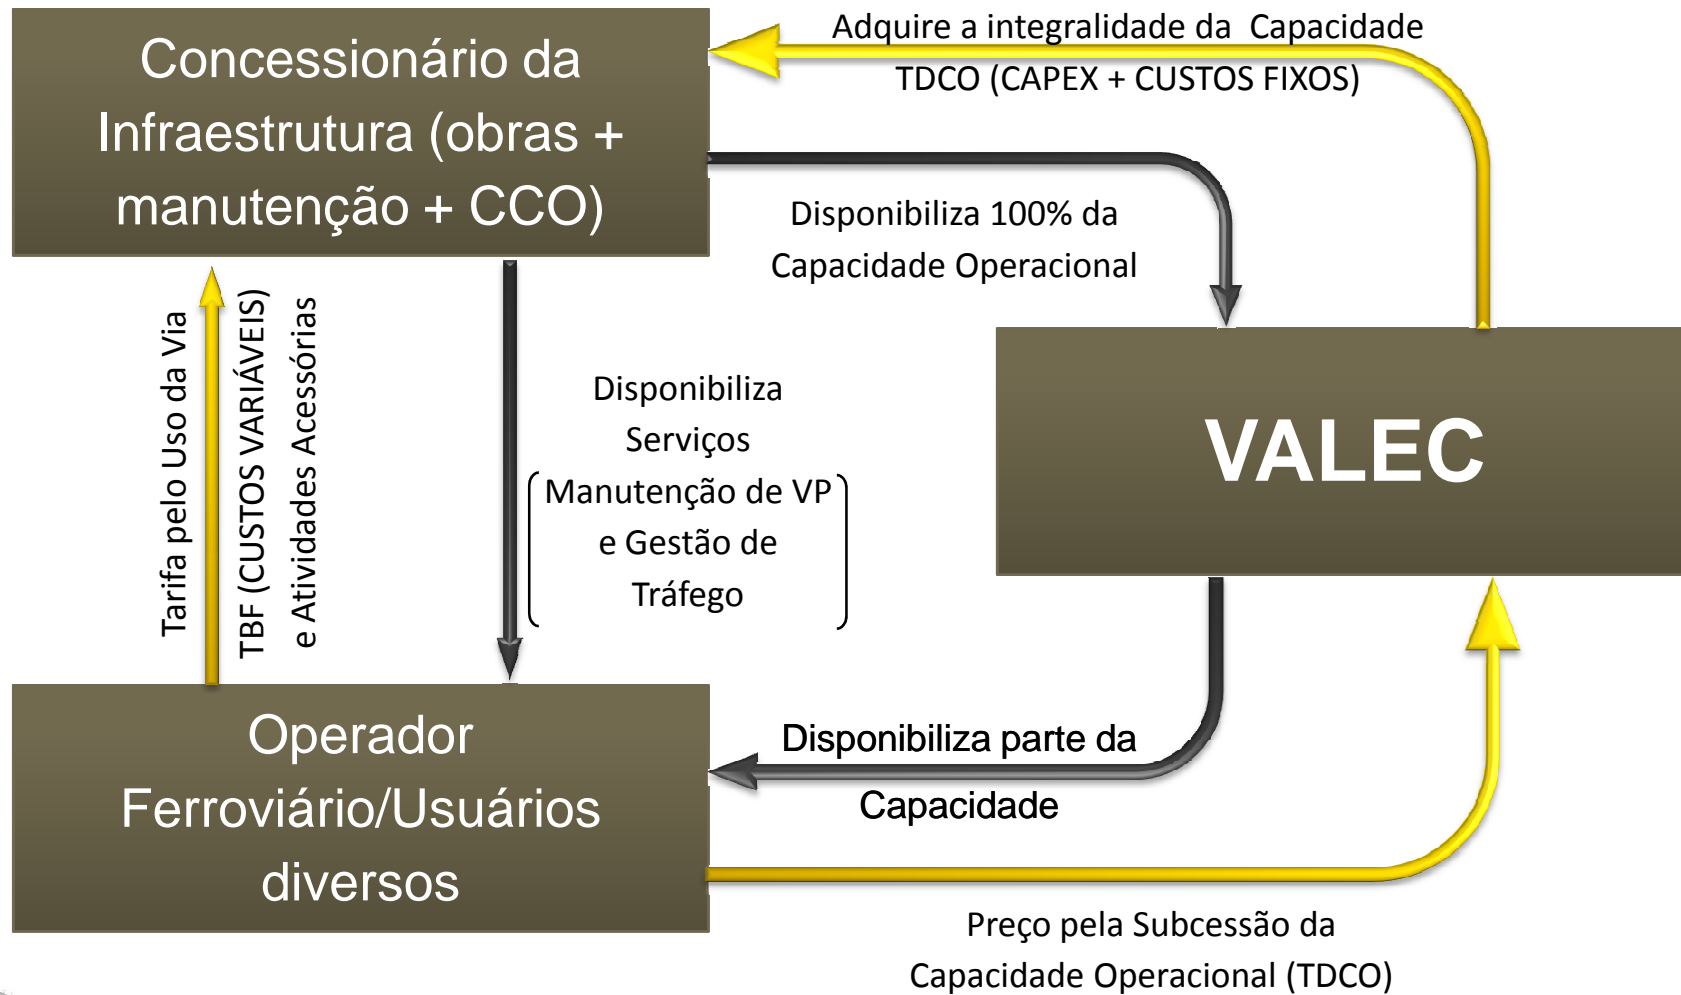 Concessionário da
Infraestrutura (obras +
manutenção + CCO)
Adquire a integralidade da Capacidade
TDCO (CAPEX + CUSTOS FIXOS)
Disponibiliza 100% da
Capacidade Operacional
Tarifa pelo Uso da Via
TBF (CUSTOS VARIÁVEIS)
e Atividades Acessórias
Disponibiliza
Serviços
Manutenção de VP
e Gestão de
Tráfego
VALEC
Operador
Ferroviário/Usuários
diversos
Disponibiliza parte da
Capacidade
Preço pela Subcessão da
Capacidade Operacional (TDCO)